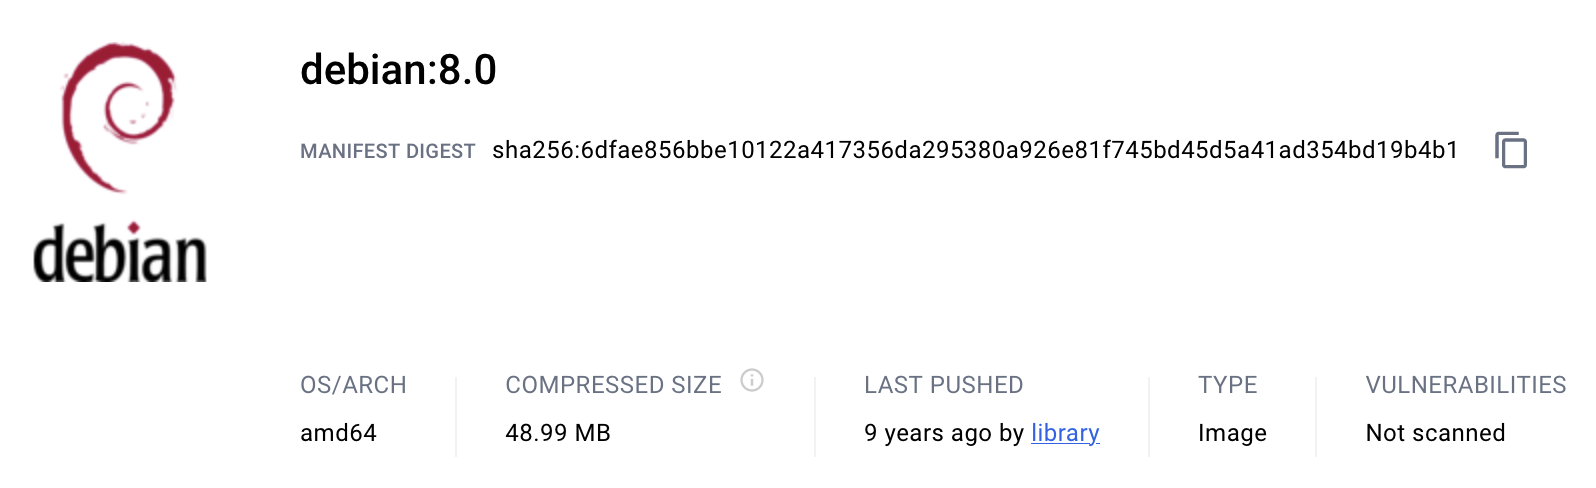 debian:8.0
MANIFEST DIGEST sha256:6dfae856bbe10122a417356da295380a926e81f745bd45d5a41ad354bd19b4b1
debian
OS/ARCH COMPRESSED SIZE LAST PUSHED TYPE VULNERABILITIES
amd64 48.99 MB 9 years ago by library Image Not scanned